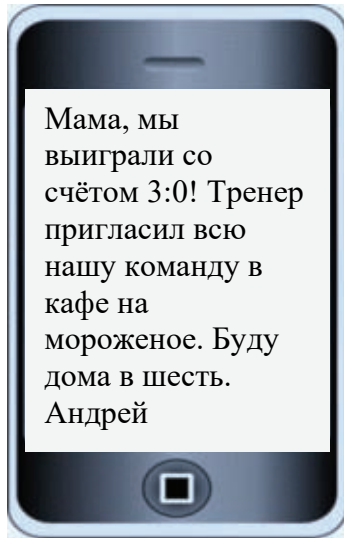 Мама, мы
выиграли со
счётом 3:0! Тренер
пригласил всю
нашу команду в
кафе на
мороженое. Буду
дома в шесть.
Андрей